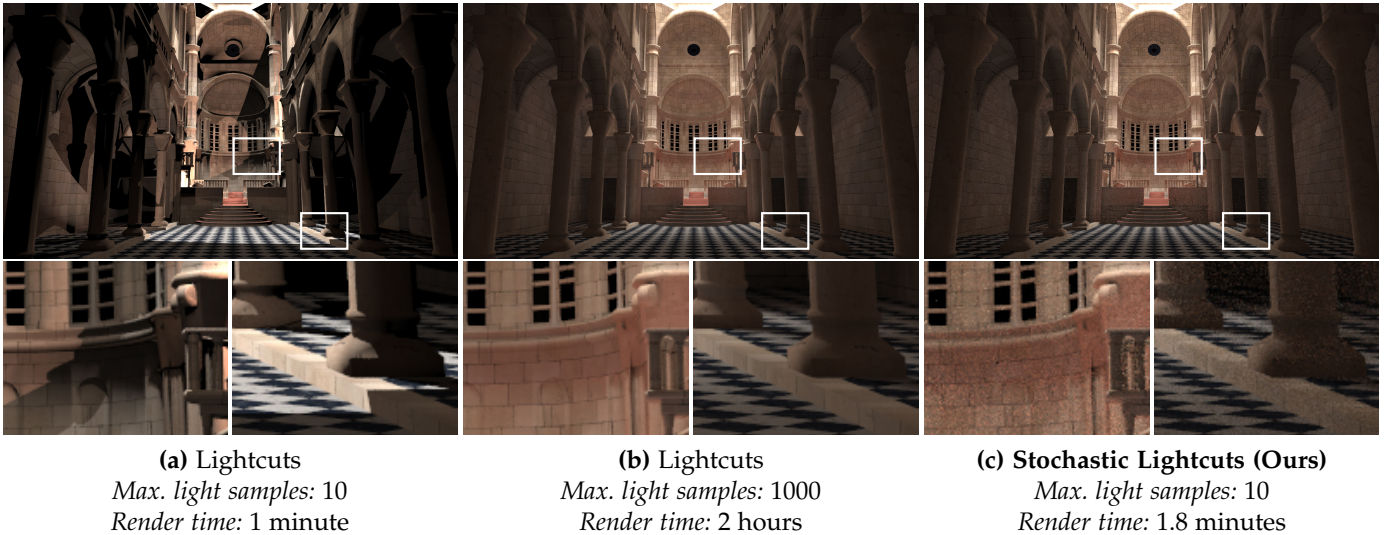 (a) Lightcuts
Max. light samples: 10
Render time: 1 minute
(b) Lightcuts
Max. light samples: 1000
Render time: 2 hours
(c) Stochastic Lightcuts (Ours)
Max. light samples: 10
Render time: 1.8 minutes